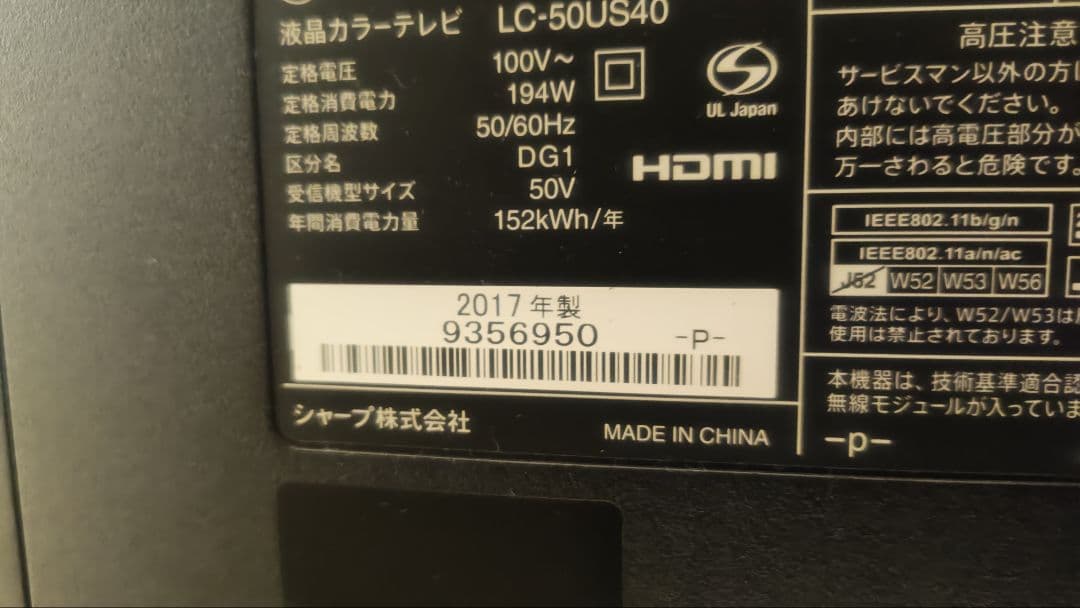 液晶カラーテレビ LC-50US40
定格電圧 100V～
定格消費電力 194W
定格周波数 50/60Hz
区分名 DG1
受信機型サイズ 50V
年間消費電力量 152kWh/年
UL Japan
HDMI
2017年製
9356950 -P-
シャープ株式会社
MADE IN CHINA
高圧注意
サービスマン以外の方
あけないでください。
内部には高電圧部分が
万一さわると危険です。
IEEE802.11b/g/n
IEEE802.11a/n/ac
J52 W52 W53 W56
電波法により、W52/W53は
使用は禁止されております。
本機器は、技術基準適合認
無線モジュールが入っていま
-p-